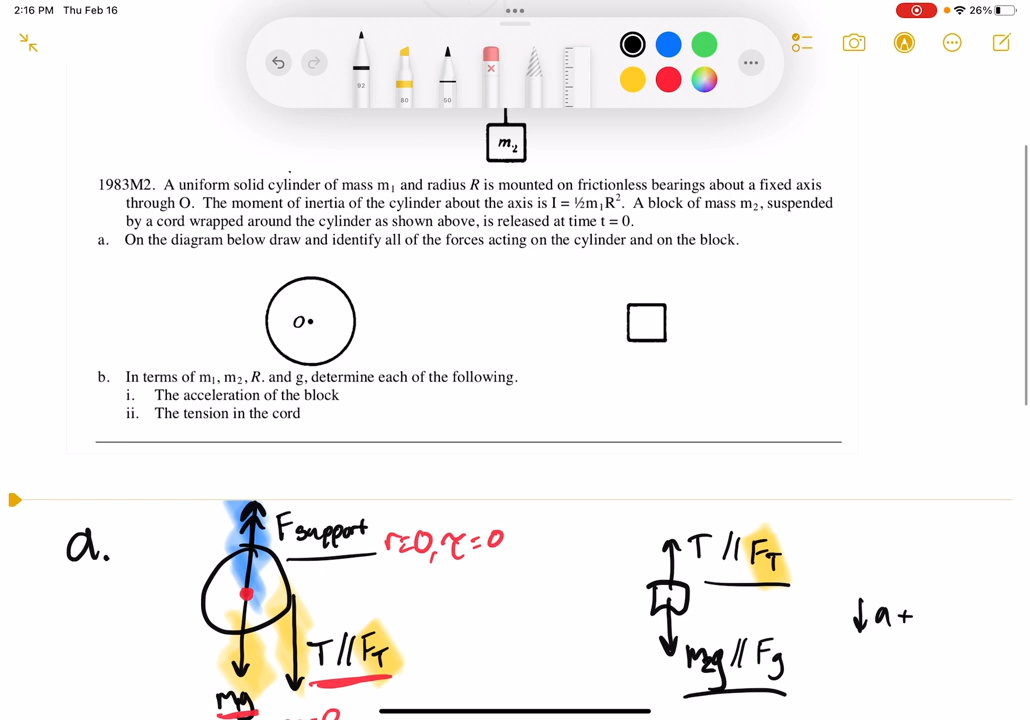 2:16 PM Thu Feb 16
26%
92
80
50
m₂
1983M2. A uniform solid cylinder of mass m₁ and radius R is mounted on frictionless bearings about a fixed axis
through O. The moment of inertia of the cylinder about the axis is I = ½m₁R². A block of mass m₂, suspended
by a cord wrapped around the cylinder as shown above, is released at time t = 0.
a. On the diagram below draw and identify all of the forces acting on the cylinder and on the block.
O
b. In terms of m₁, m₂, R. and g, determine each of the following.
i. The acceleration of the block
ii. The tension in the cord
a.
Fsupport r=0, τ=0
T // F_T
T // F_T
↓a+
m₂g // Fg